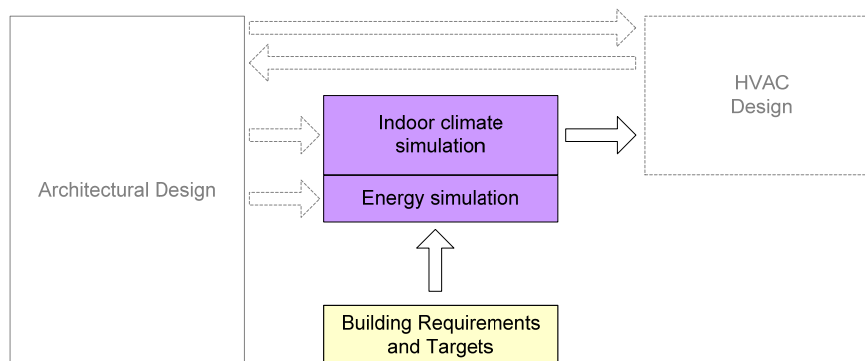 Architectural Design
Indoor climate
simulation
Energy simulation
Building Requirements
and Targets
HVAC
Design